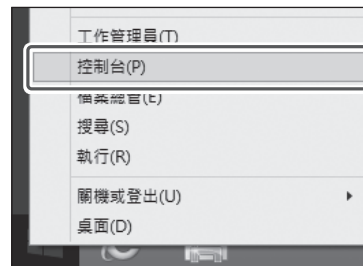 工作管理員(T)
控制台(P)
檔案總管(E)
搜尋(S)
執行(R)
關機或登出(U)
桌面(D)